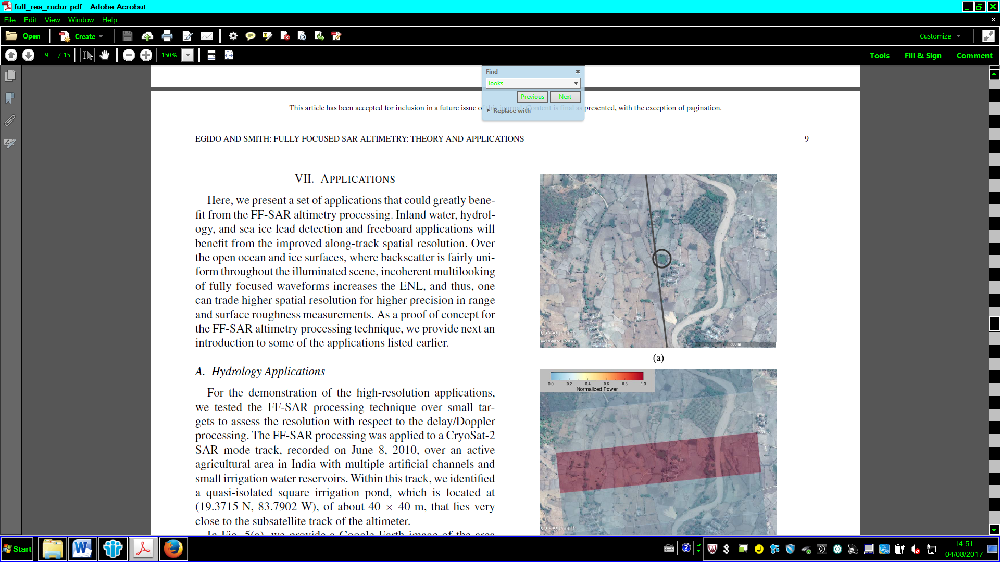 full_res_radar.pdf - Adobe Acrobat
File Edit View Window Help
Open Create Customize
9 / 15 150% Tools Fill & Sign Comment
Find
looks
Previous Next
Replace with
This article has been accepted for inclusion in a future issue of this journal. Content is final as presented, with the exception of pagination.
EGIDO AND SMITH: FULLY FOCUSED SAR ALTIMETRY: THEORY AND APPLICATIONS 9
VII. APPLICATIONS
Here, we present a set of applications that could greatly bene-
fit from the FF-SAR altimetry processing. Inland water, hydrol-
ogy, and sea ice lead detection and freeboard applications will
benefit from the improved along-track spatial resolution. Over
the open ocean and ice surfaces, where backscatter is fairly uni-
form throughout the illuminated scene, incoherent multilooking
of fully focused waveforms increases the ENL, and thus, one
can trade higher spatial resolution for higher precision in range
and surface roughness measurements. As a proof of concept for
the FF-SAR altimetry processing technique, we provide next an
introduction to some of the applications listed earlier.
A. Hydrology Applications
For the demonstration of the high-resolution applications,
we tested the FF-SAR processing technique over small tar-
gets to assess the resolution with respect to the delay/Doppler
processing. The FF-SAR processing was applied to a CryoSat-2
SAR mode track, recorded on June 8, 2010, over an active
agricultural area in India with multiple artificial channels and
small irrigation water reservoirs. Within this track, we identified
a quasi-isolated square irrigation pond, which is located at
(19.3715 N, 83.7902 W), of about 40 × 40 m, that lies very
close to the subsatellite track of the altimeter.
In Fig. 5(a), we provide a Google Earth image of the area
Google earth
600 m
(a)
0.0 0.2 0.4 0.6 0.8 1.0
Normalized Power
Google earth
Start
14:51
04/08/2017